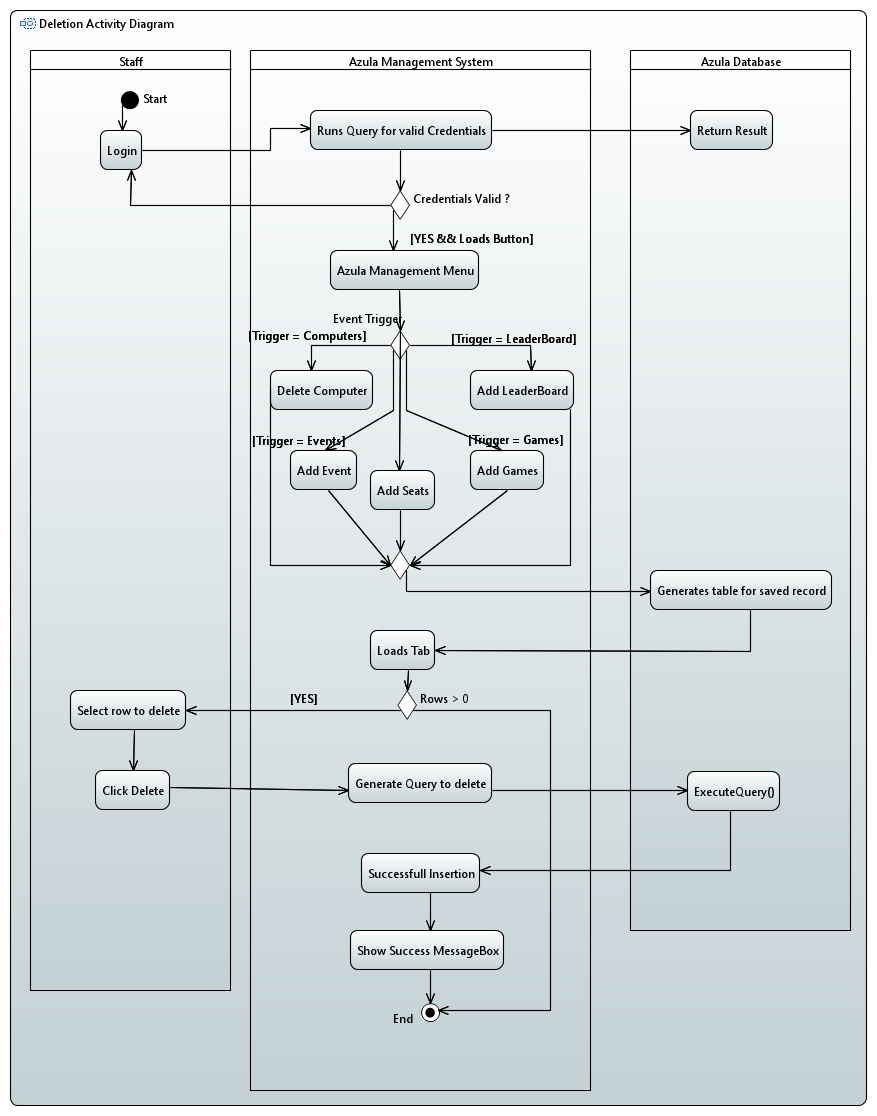 Deletion Activity Diagram
Staff
Azula Management System
Azula Database
Start
Login
Runs Query for valid Credentials
Return Result
Credentials Valid ?
[YES && Loads Button]
Azula Management Menu
Event Trigger
[Trigger = Computers]
[Trigger = LeaderBoard]
Delete Computer
Add LeaderBoard
[Trigger = Events]
[Trigger = Games]
Add Event
Add Seats
Add Games
Generates table for saved record
Loads Tab
[YES]
Rows > 0
Select row to delete
Click Delete
Generate Query to delete
ExecuteQuery()
Successfull Insertion
Show Success MessageBox
End